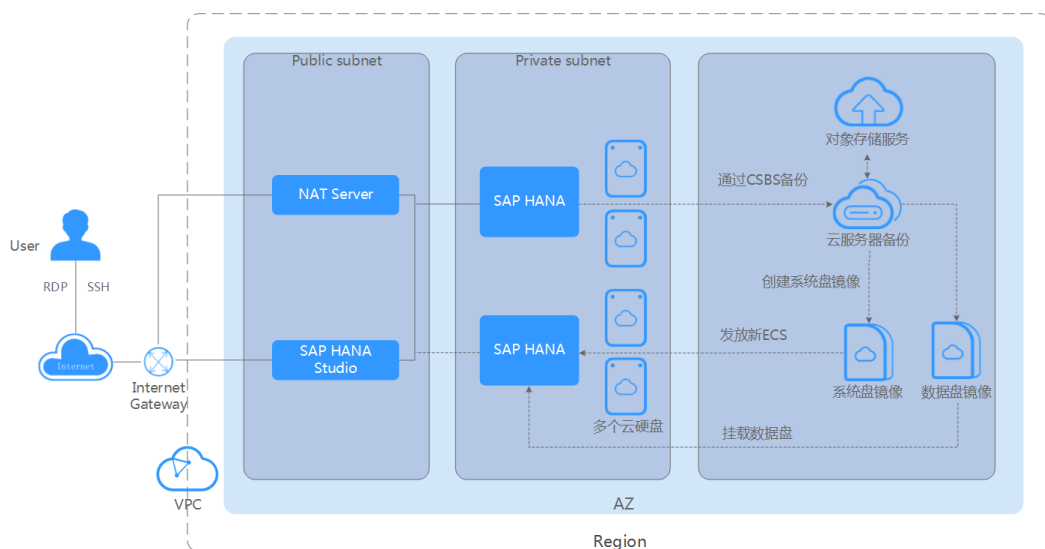 Public subnet
Private subnet
对象存储服务
NAT Server
SAP HANA
通过CSBS备份
云服务器备份
User
RDP
SSH
创建系统盘镜像
SAP HANA
Studio
SAP HANA
发放新ECS
Internet
Internet
Gateway
系统盘镜像
数据盘镜像
多个云硬盘
挂载数据盘
VPC
AZ
Region